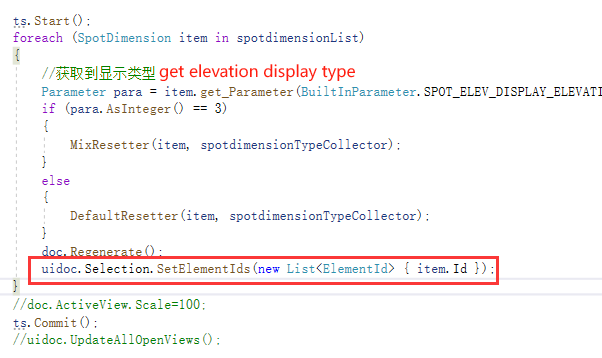 ts.Start();
foreach (SpotDimension item in spotdimensionList)
{
//获取到显示类型 get elevation display type
Parameter para = item.get_Parameter(BuiltInParameter.SPOT_ELEV_DISPLAY_ELEVATI
if (para.AsInteger() == 3)
{
MixResetter(item, spotdimensionTypeCollector);
}
else
{
DefaultResetter(item, spotdimensionTypeCollector);
}
doc.Regenerate();
uidoc.Selection.SetElementIds(new List<ElementId> { item.Id });
}
//doc.ActiveView.Scale=100;
ts.Commit();
//uidoc.UpdateAllOpenViews();